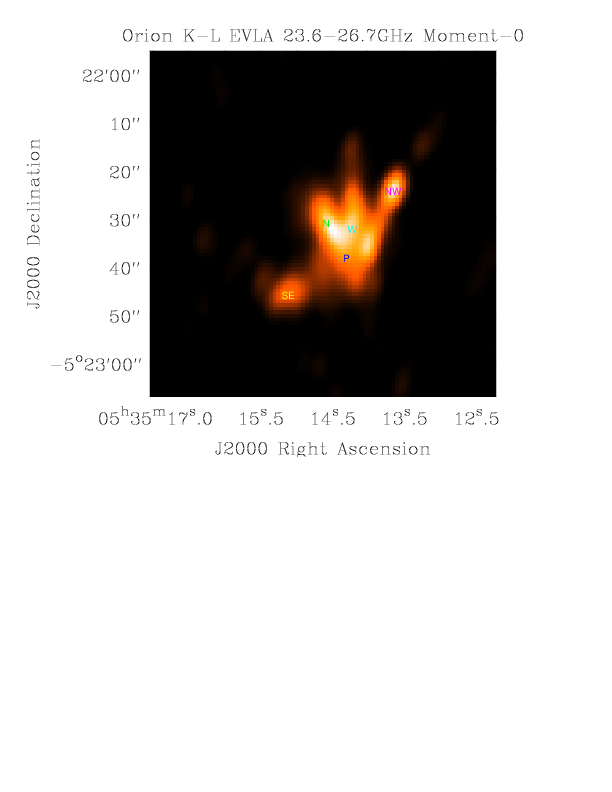 Orion K-L EVLA 23.6-26.7GHz Moment-0
22'00"
10"
20"
NW
30"
N
W
J2000 Declination
P
40"
SE
50"
-5°23'00"
05ʰ35ᵐ17ˢ.0 15ˢ.5 14ˢ.5 13ˢ.5 12ˢ.5
J2000 Right Ascension